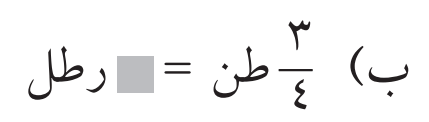 ب) ٣/٤ طن = ■ رطل